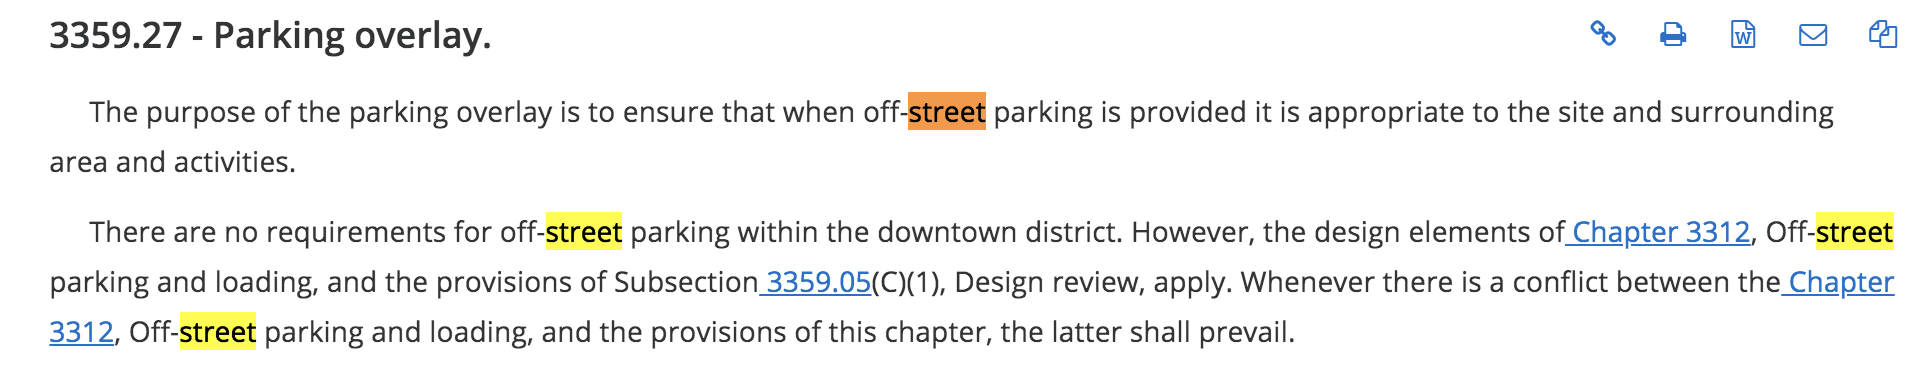 3359.27 - Parking overlay.
The purpose of the parking overlay is to ensure that when off-street parking is provided it is appropriate to the site and surrounding
area and activities.
There are no requirements for off-street parking within the downtown district. However, the design elements of Chapter 3312, Off-street
parking and loading, and the provisions of Subsection 3359.05(C)(1), Design review, apply. Whenever there is a conflict between the Chapter
3312, Off-street parking and loading, and the provisions of this chapter, the latter shall prevail.